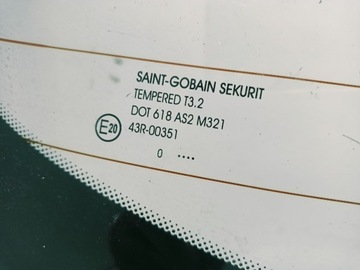 SAINT-GOBAIN SEKURIT
TEMPERED T3.2
DOT 618 AS2 M321
E20 43R-00351
0 ....